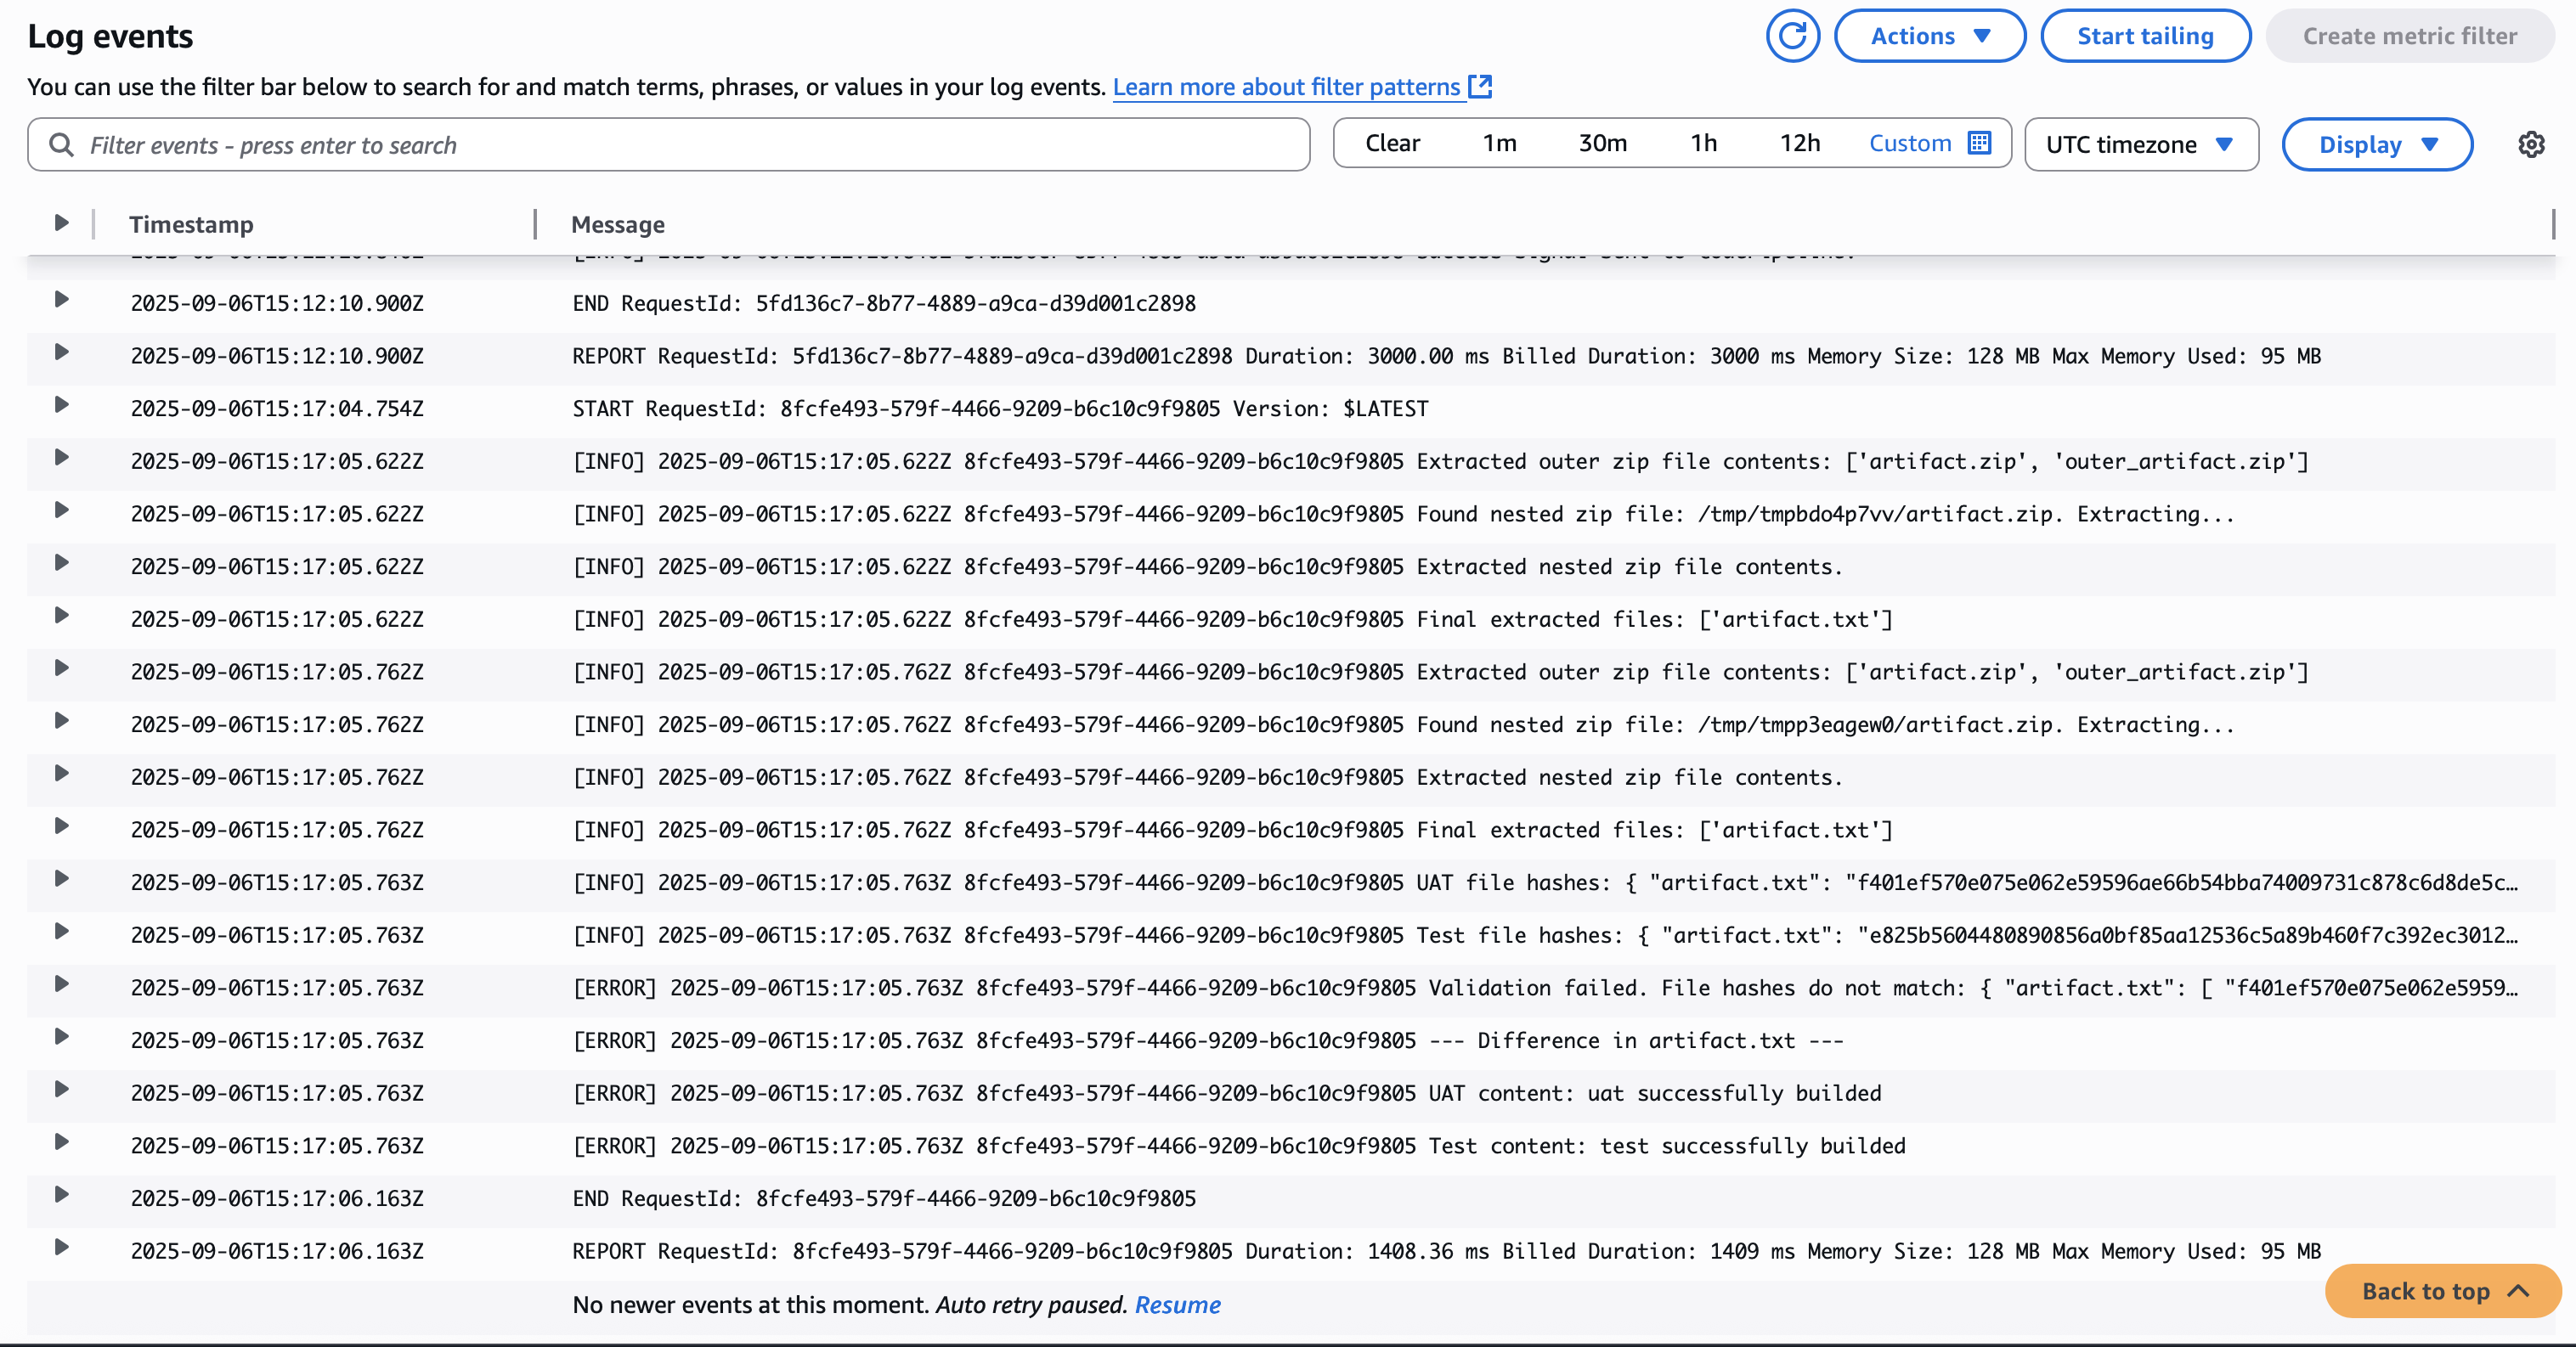 Log events
Actions
Start tailing
Create metric filter
You can use the filter bar below to search for and match terms, phrases, or values in your log events. Learn more about filter patterns
Filter events - press enter to search
Clear 1m 30m 1h 12h Custom
UTC timezone
Display
Timestamp Message
2025-09-06T15:12:10.900Z END RequestId: 5fd136c7-8b77-4889-a9ca-d39d001c2898
2025-09-06T15:12:10.900Z REPORT RequestId: 5fd136c7-8b77-4889-a9ca-d39d001c2898 Duration: 3000.00 ms Billed Duration: 3000 ms Memory Size: 128 MB Max Memory Used: 95 MB
2025-09-06T15:17:04.754Z START RequestId: 8fcfe493-579f-4466-9209-b6c10c9f9805 Version: $LATEST
2025-09-06T15:17:05.622Z [INFO] 2025-09-06T15:17:05.622Z 8fcfe493-579f-4466-9209-b6c10c9f9805 Extracted outer zip file contents: ['artifact.zip', 'outer_artifact.zip']
2025-09-06T15:17:05.622Z [INFO] 2025-09-06T15:17:05.622Z 8fcfe493-579f-4466-9209-b6c10c9f9805 Found nested zip file: /tmp/tmpbdo4p7vv/artifact.zip. Extracting...
2025-09-06T15:17:05.622Z [INFO] 2025-09-06T15:17:05.622Z 8fcfe493-579f-4466-9209-b6c10c9f9805 Extracted nested zip file contents.
2025-09-06T15:17:05.622Z [INFO] 2025-09-06T15:17:05.622Z 8fcfe493-579f-4466-9209-b6c10c9f9805 Final extracted files: ['artifact.txt']
2025-09-06T15:17:05.762Z [INFO] 2025-09-06T15:17:05.762Z 8fcfe493-579f-4466-9209-b6c10c9f9805 Extracted outer zip file contents: ['artifact.zip', 'outer_artifact.zip']
2025-09-06T15:17:05.762Z [INFO] 2025-09-06T15:17:05.762Z 8fcfe493-579f-4466-9209-b6c10c9f9805 Found nested zip file: /tmp/tmpp3eagew0/artifact.zip. Extracting...
2025-09-06T15:17:05.762Z [INFO] 2025-09-06T15:17:05.762Z 8fcfe493-579f-4466-9209-b6c10c9f9805 Extracted nested zip file contents.
2025-09-06T15:17:05.762Z [INFO] 2025-09-06T15:17:05.762Z 8fcfe493-579f-4466-9209-b6c10c9f9805 Final extracted files: ['artifact.txt']
2025-09-06T15:17:05.763Z [INFO] 2025-09-06T15:17:05.763Z 8fcfe493-579f-4466-9209-b6c10c9f9805 UAT file hashes: { "artifact.txt": "f401ef570e075e062e59596ae66b54bba74009731c878c6d8de5c…
2025-09-06T15:17:05.763Z [INFO] 2025-09-06T15:17:05.763Z 8fcfe493-579f-4466-9209-b6c10c9f9805 Test file hashes: { "artifact.txt": "e825b5604480890856a0bf85aa12536c5a89b460f7c392ec3012…
2025-09-06T15:17:05.763Z [ERROR] 2025-09-06T15:17:05.763Z 8fcfe493-579f-4466-9209-b6c10c9f9805 Validation failed. File hashes do not match: { "artifact.txt": [ "f401ef570e075e062e5959…
2025-09-06T15:17:05.763Z [ERROR] 2025-09-06T15:17:05.763Z 8fcfe493-579f-4466-9209-b6c10c9f9805 --- Difference in artifact.txt ---
2025-09-06T15:17:05.763Z [ERROR] 2025-09-06T15:17:05.763Z 8fcfe493-579f-4466-9209-b6c10c9f9805 UAT content: uat successfully builded
2025-09-06T15:17:05.763Z [ERROR] 2025-09-06T15:17:05.763Z 8fcfe493-579f-4466-9209-b6c10c9f9805 Test content: test successfully builded
2025-09-06T15:17:06.163Z END RequestId: 8fcfe493-579f-4466-9209-b6c10c9f9805
2025-09-06T15:17:06.163Z REPORT RequestId: 8fcfe493-579f-4466-9209-b6c10c9f9805 Duration: 1408.36 ms Billed Duration: 1409 ms Memory Size: 128 MB Max Memory Used: 95 MB
Back to top
No newer events at this moment. Auto retry paused. Resume